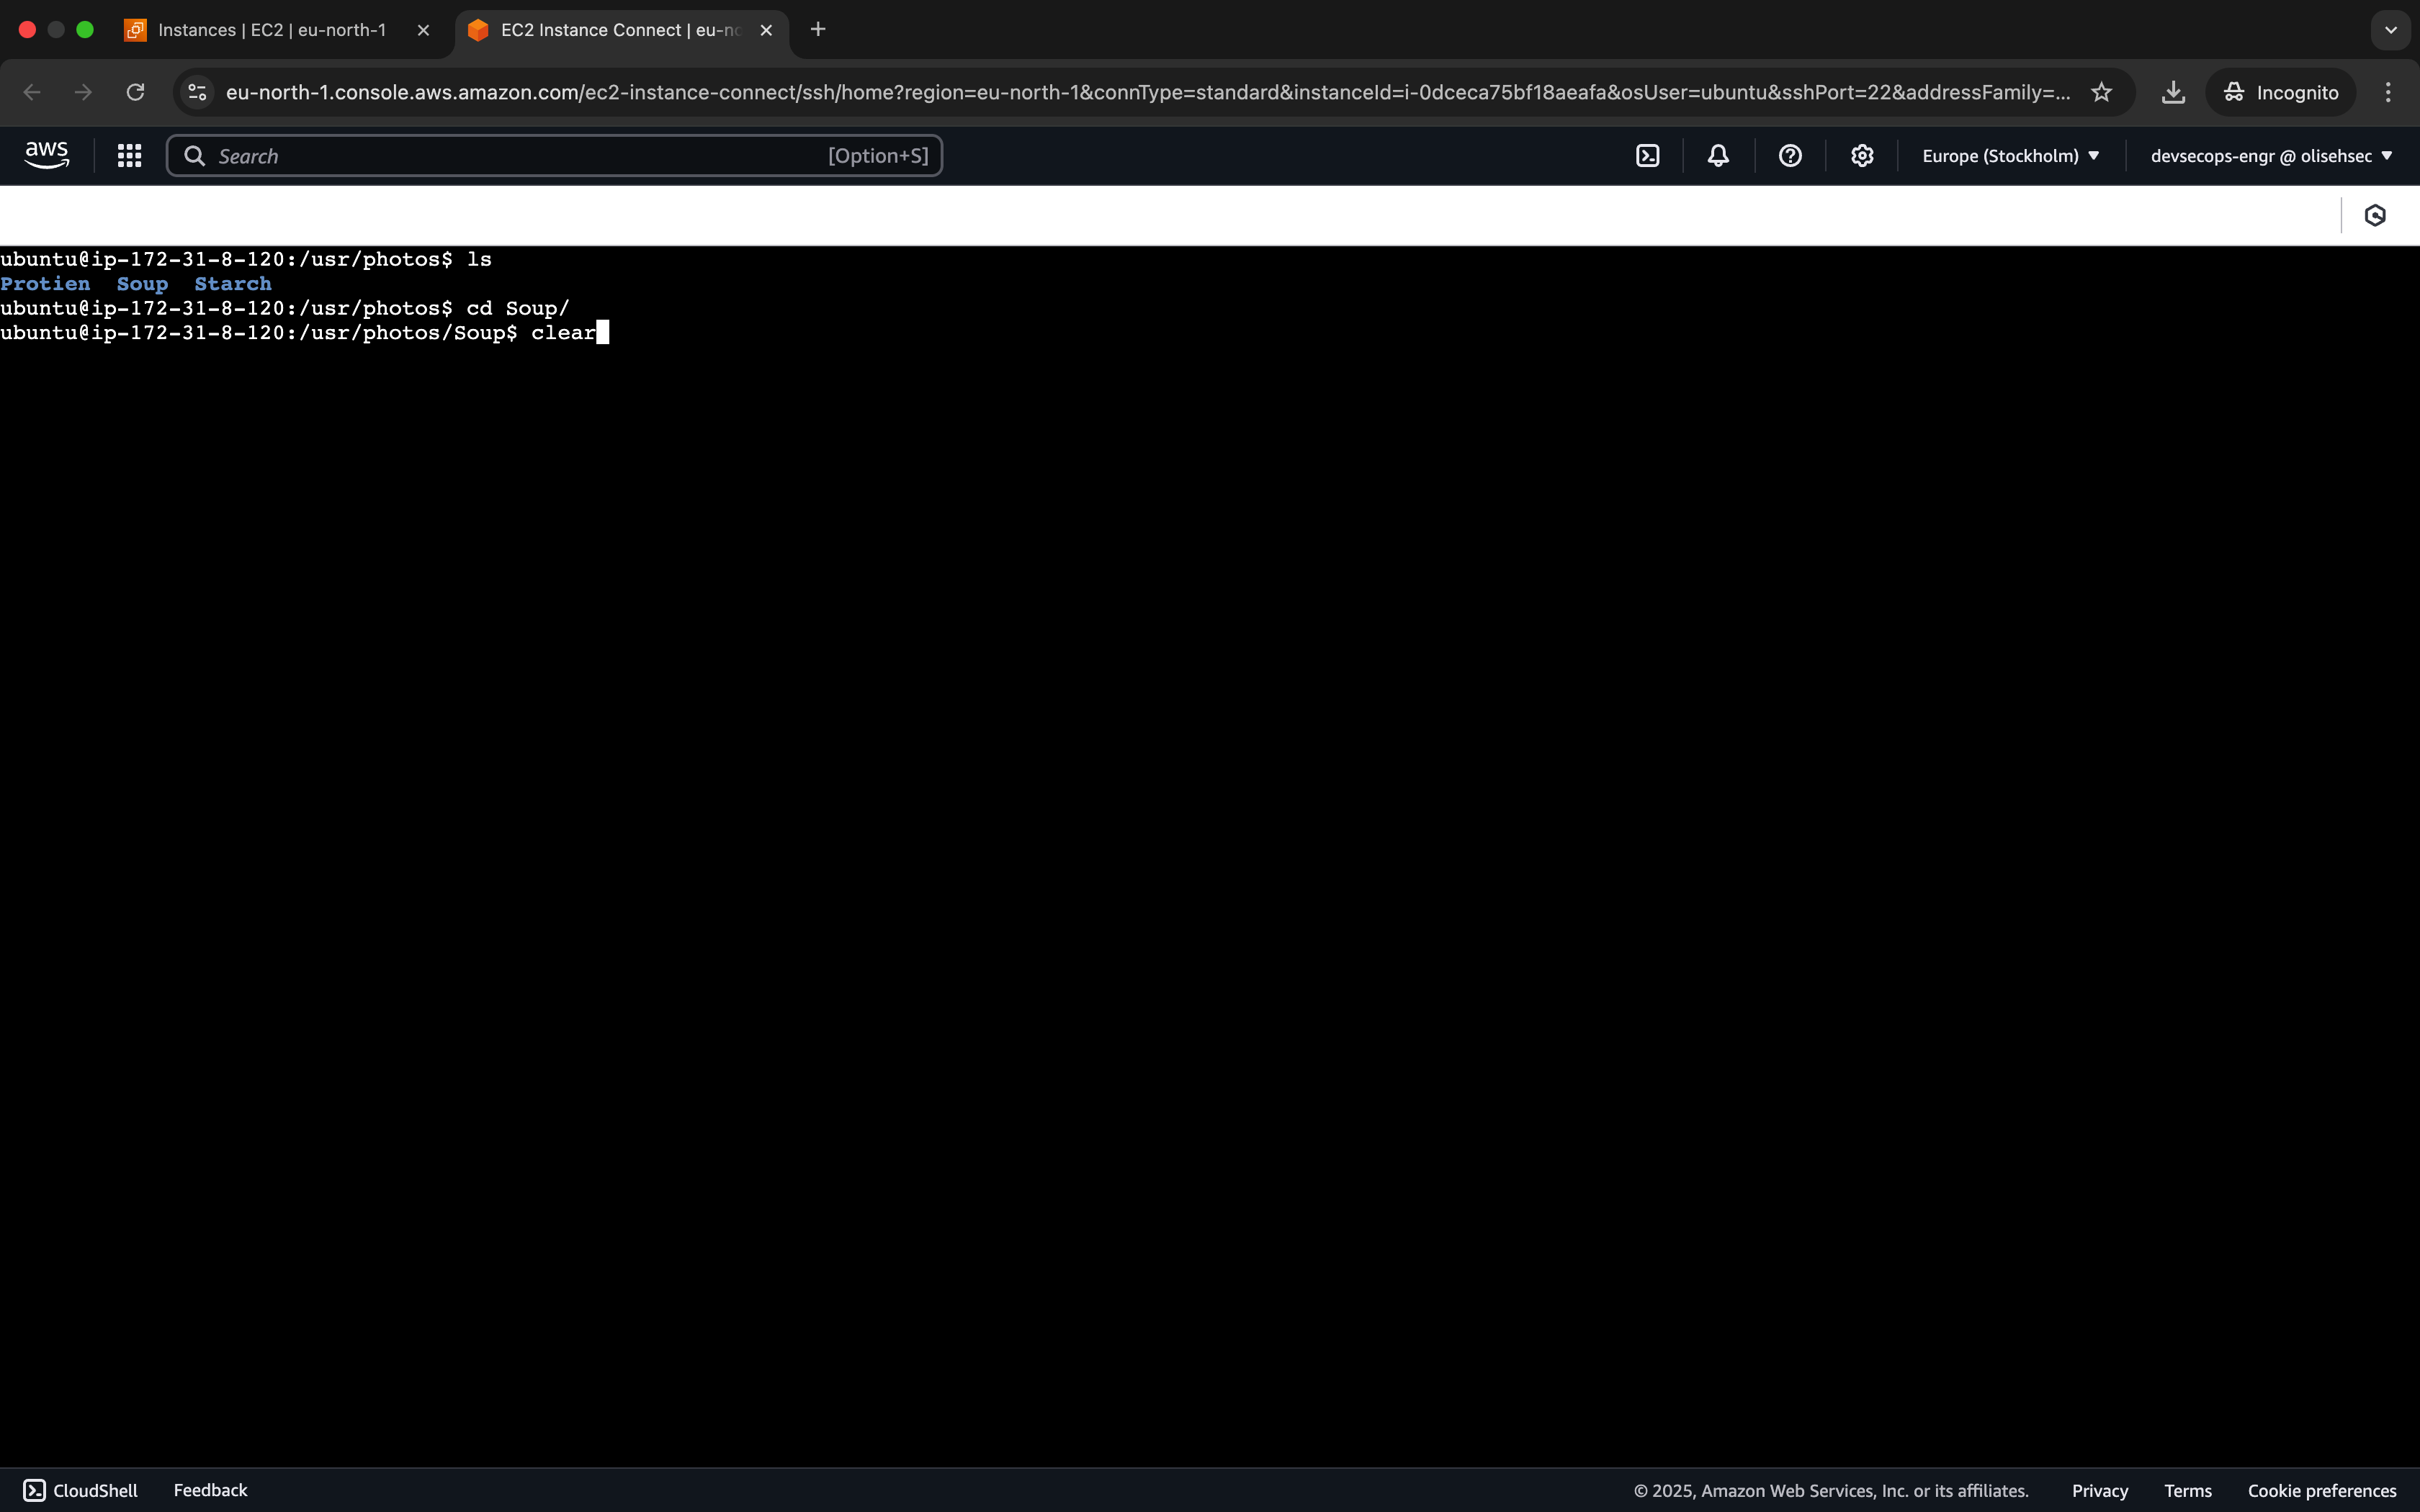 Instances | EC2 | eu-north-1
EC2 Instance Connect | eu-no
eu-north-1.console.aws.amazon.com/ec2-instance-connect/ssh/home?region=eu-north-1&connType=standard&instanceId=i-0dceca75bf18aeafa&osUser=ubuntu&sshPort=22&addressFamily=...
Incognito
aws
Search
[Option+S]
Europe (Stockholm)
devsecops-engr @ olisehsec
ubuntu@ip-172-31-8-120:/usr/photos$ ls
Protien  Soup  Starch
ubuntu@ip-172-31-8-120:/usr/photos$ cd Soup/
ubuntu@ip-172-31-8-120:/usr/photos/Soup$ clear
CloudShell
Feedback
© 2025, Amazon Web Services, Inc. or its affiliates.
Privacy
Terms
Cookie preferences